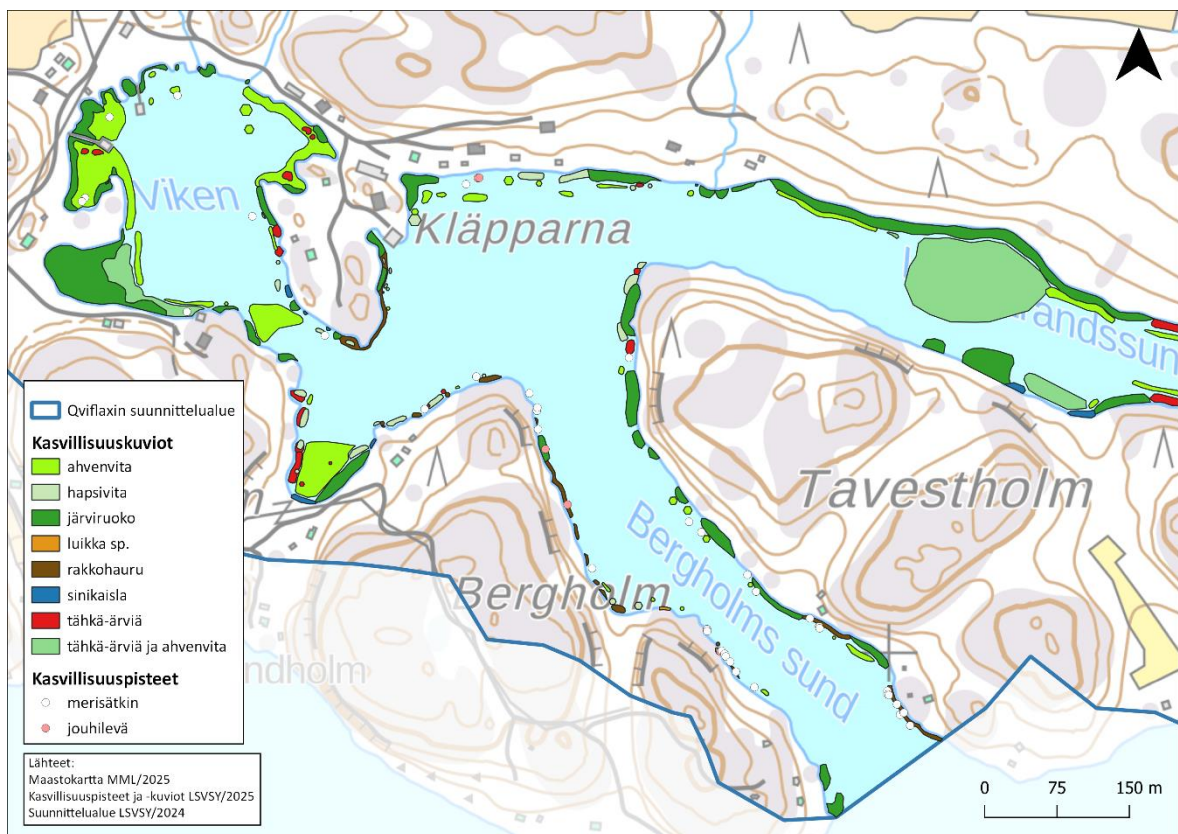 Viken
Kläpparna
randssun
Tavestholm
Bergholms sund
Bergholm
ndholm
m
Qviflaxin suunnittelualue
Kasvillisuuskuviot
ahvenvita
hapsivita
järviruoko
luikka sp.
rakkohauru
sinikaisla
tähkä-ärviä
tähkä-ärviä ja ahvenvita
Kasvillisuuspisteet
merisätkin
jouhilevä
Lähteet:
Maastokartta MML/2025
Kasvillisuuspisteet ja -kuviot LSVSY/2025
Suunnittelualue LSVSY/2024
0 75 150 m